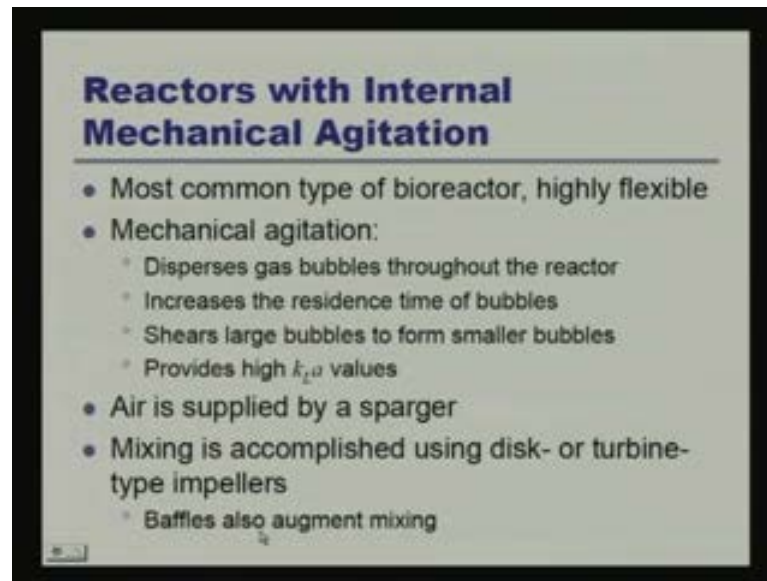 Reactors with Internal
Mechanical Agitation
• Most common type of bioreactor, highly flexible
• Mechanical agitation:
• Disperses gas bubbles throughout the reactor
• Increases the residence time of bubbles
• Shears large bubbles to form smaller bubbles
• Provides high kLa values
• Air is supplied by a sparger
• Mixing is accomplished using disk- or turbine-
type impellers
• Baffles also augment mixing